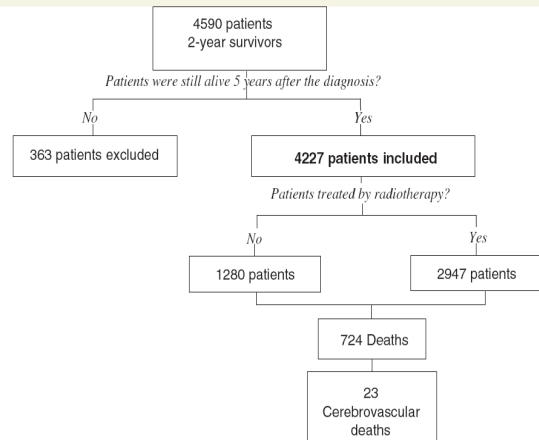 4590 patients
2-year survivors
Patients were still alive 5 years after the diagnosis?
No
Yes
363 patients excluded
4227 patients included
Patients treated by radiotherapy?
No
Yes
1280 patients
2947 patients
724 Deaths
23
Cerebrovascular
deaths